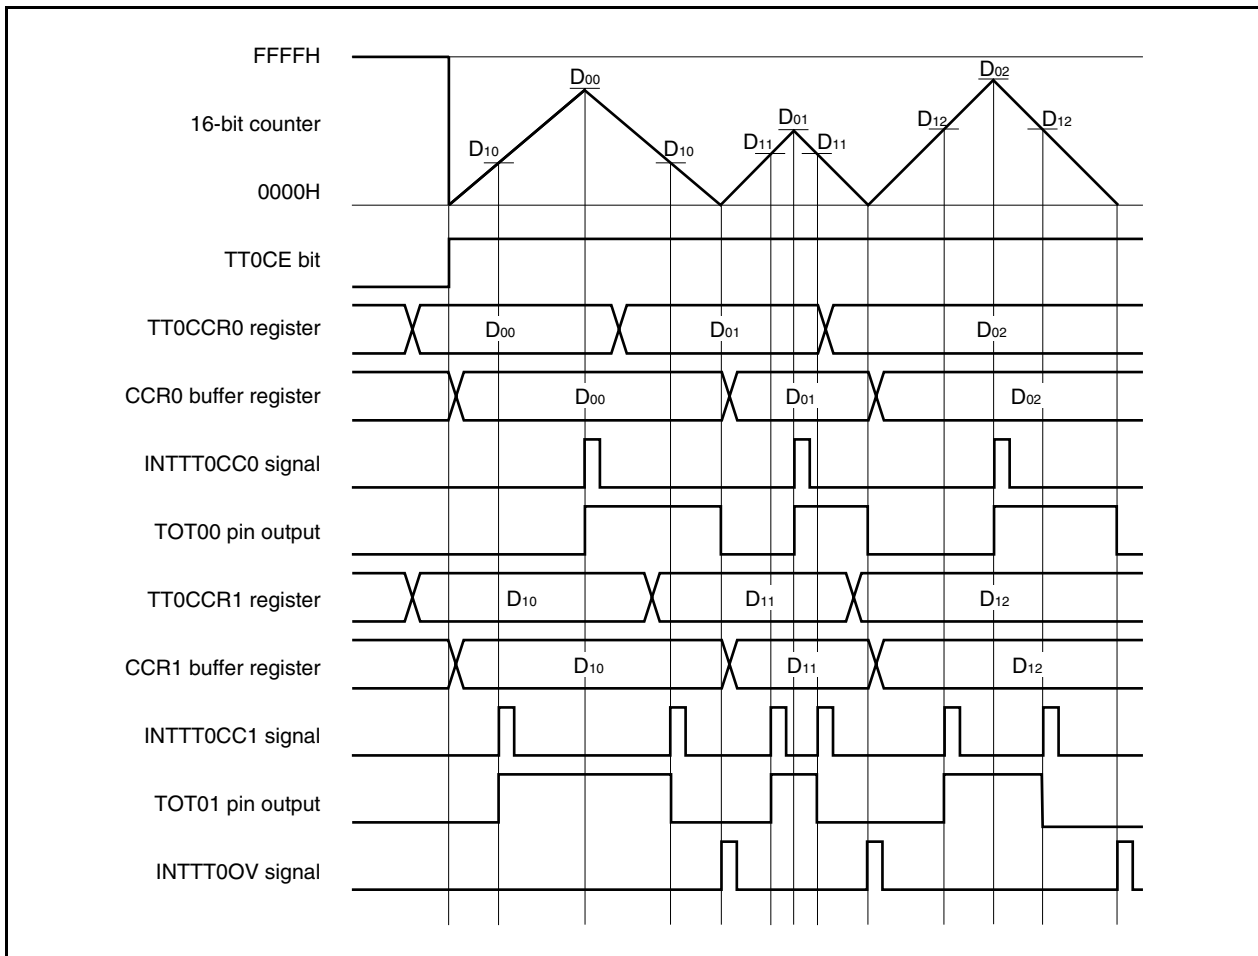 FFFFH
16-bit counter
0000H
D00
D10
D10
D01
D11
D11
D02
D12
D12
TT0CE bit
TT0CCR0 register
D00
D01
D02
CCR0 buffer register
D00
D01
D02
INTTT0CC0 signal
TOT00 pin output
TT0CCR1 register
D10
D11
D12
CCR1 buffer register
D10
D11
D12
INTTT0CC1 signal
TOT01 pin output
INTTT0OV signal